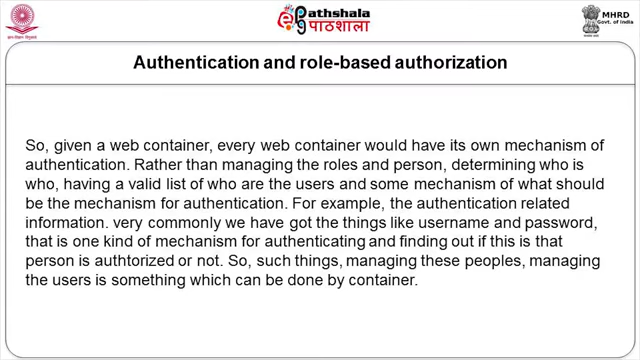 ePathshala
पाठशाला
MHRD
Govt. of India
Authentication and role-based authorization
So, given a web container, every web container would have its own mechanism of
authentication. Rather than managing the roles and person, determining who is
who, having a valid list of who are the users and some mechanism of what should
be the mechanism for authentication. For example, the authentication related
information. very commonly we have got the things like username and password,
that is one kind of mechanism for authenticating and finding out if this is that
person is authtorized or not. So, such things, managing these peoples, managing
the users is something which can be done by container.